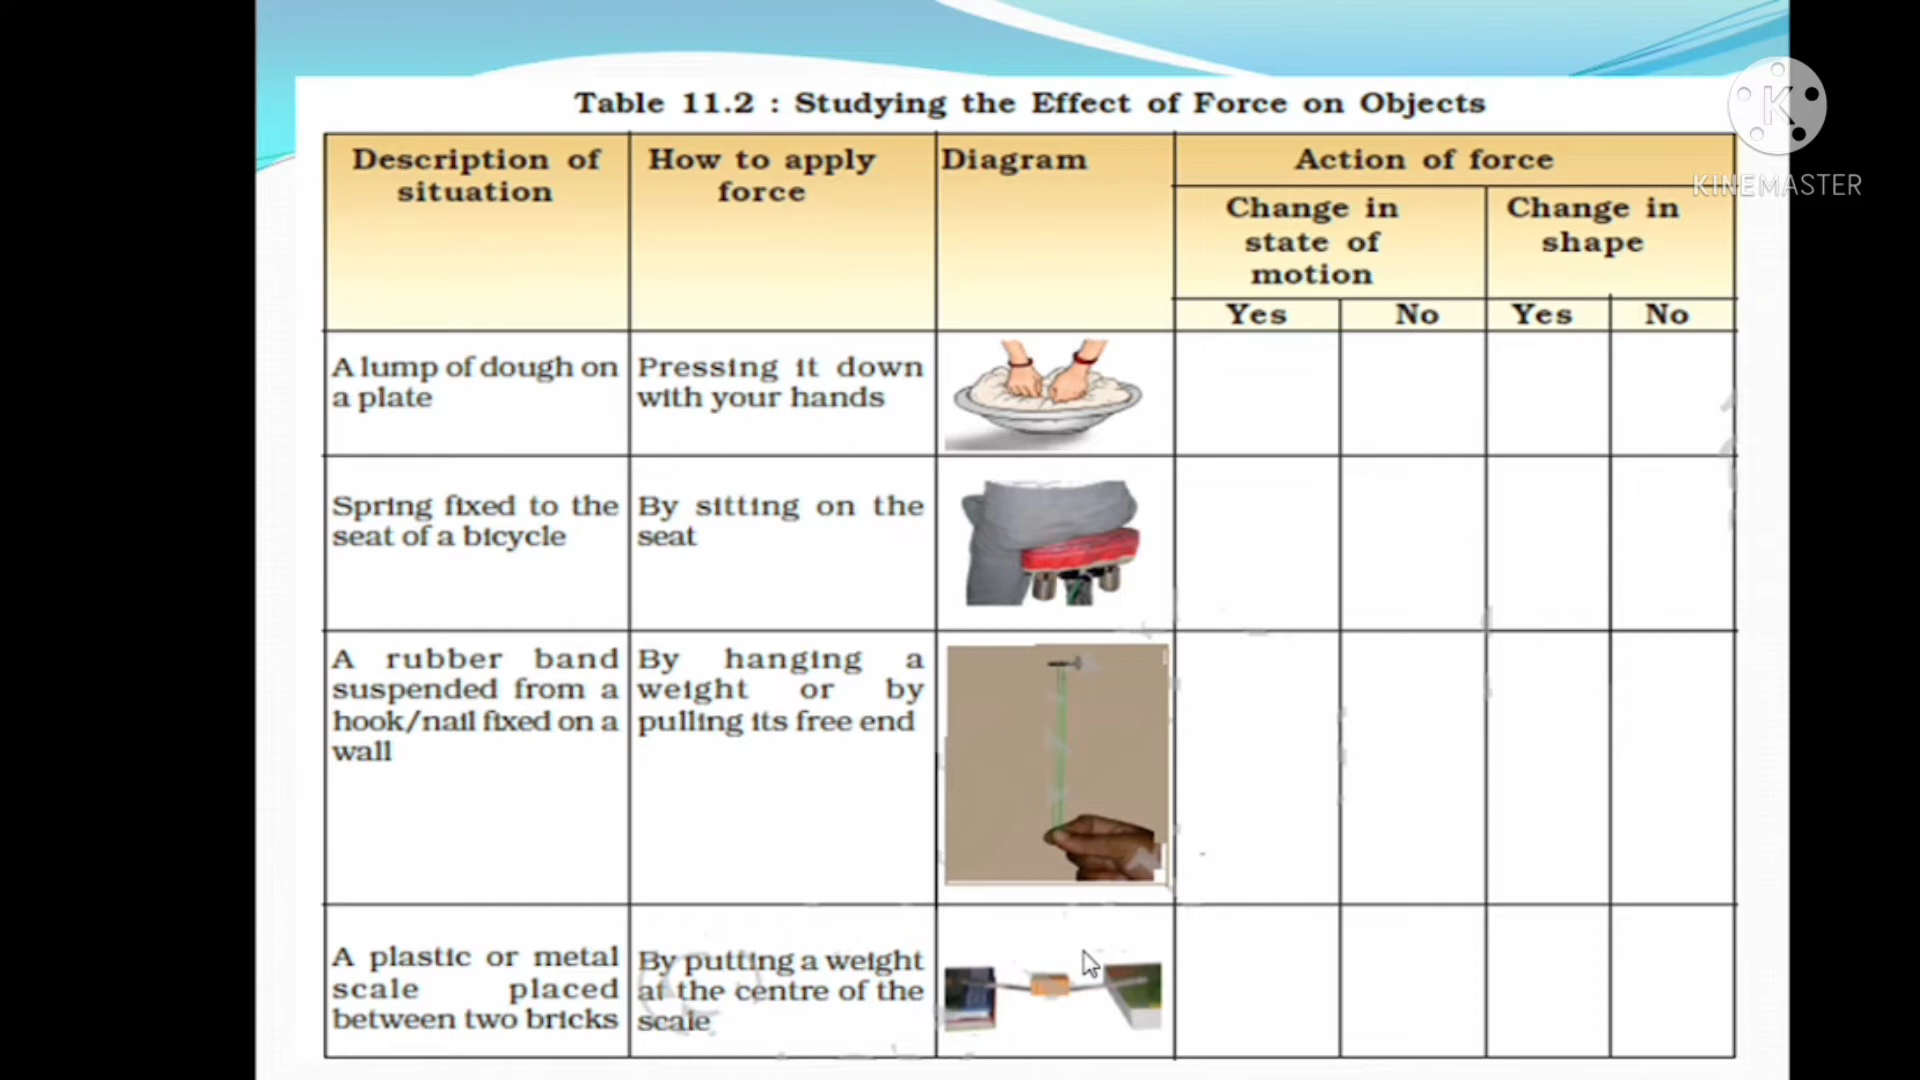 Table 11.2 : Studying the Effect of Force on Objects
Description of
situation
How to apply
force
Diagram
Action of force
Change in
state of
motion
Change in
shape
Yes
No
Yes
No
A lump of dough on
a plate
Pressing it down
with your hands
Spring fixed to the
seat of a bicycle
By sitting on the
seat
A rubber band
suspended from a
hook/nail fixed on a
wall
By hanging a
weight or by
pulling its free end
A plastic or metal
scale placed
between two bricks
By putting a weight
at the centre of the
scale
K
KINEMASTER